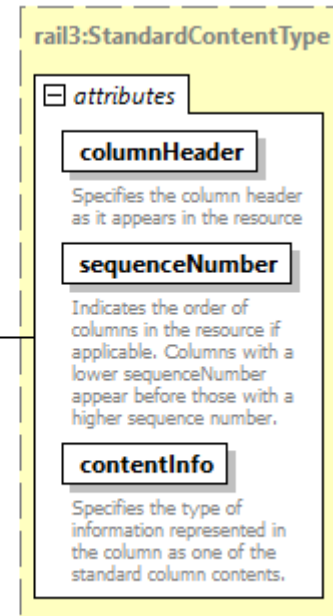 rail3:StandardContentType
attributes
columnHeader
Specifies the column header
as it appears in the resource
sequenceNumber
Indicates the order of
columns in the resource if
applicable. Columns with a
lower sequenceNumber
appear before those with a
higher sequence number.
contentInfo
Specifies the type of
information represented in
the column as one of the
standard column contents.